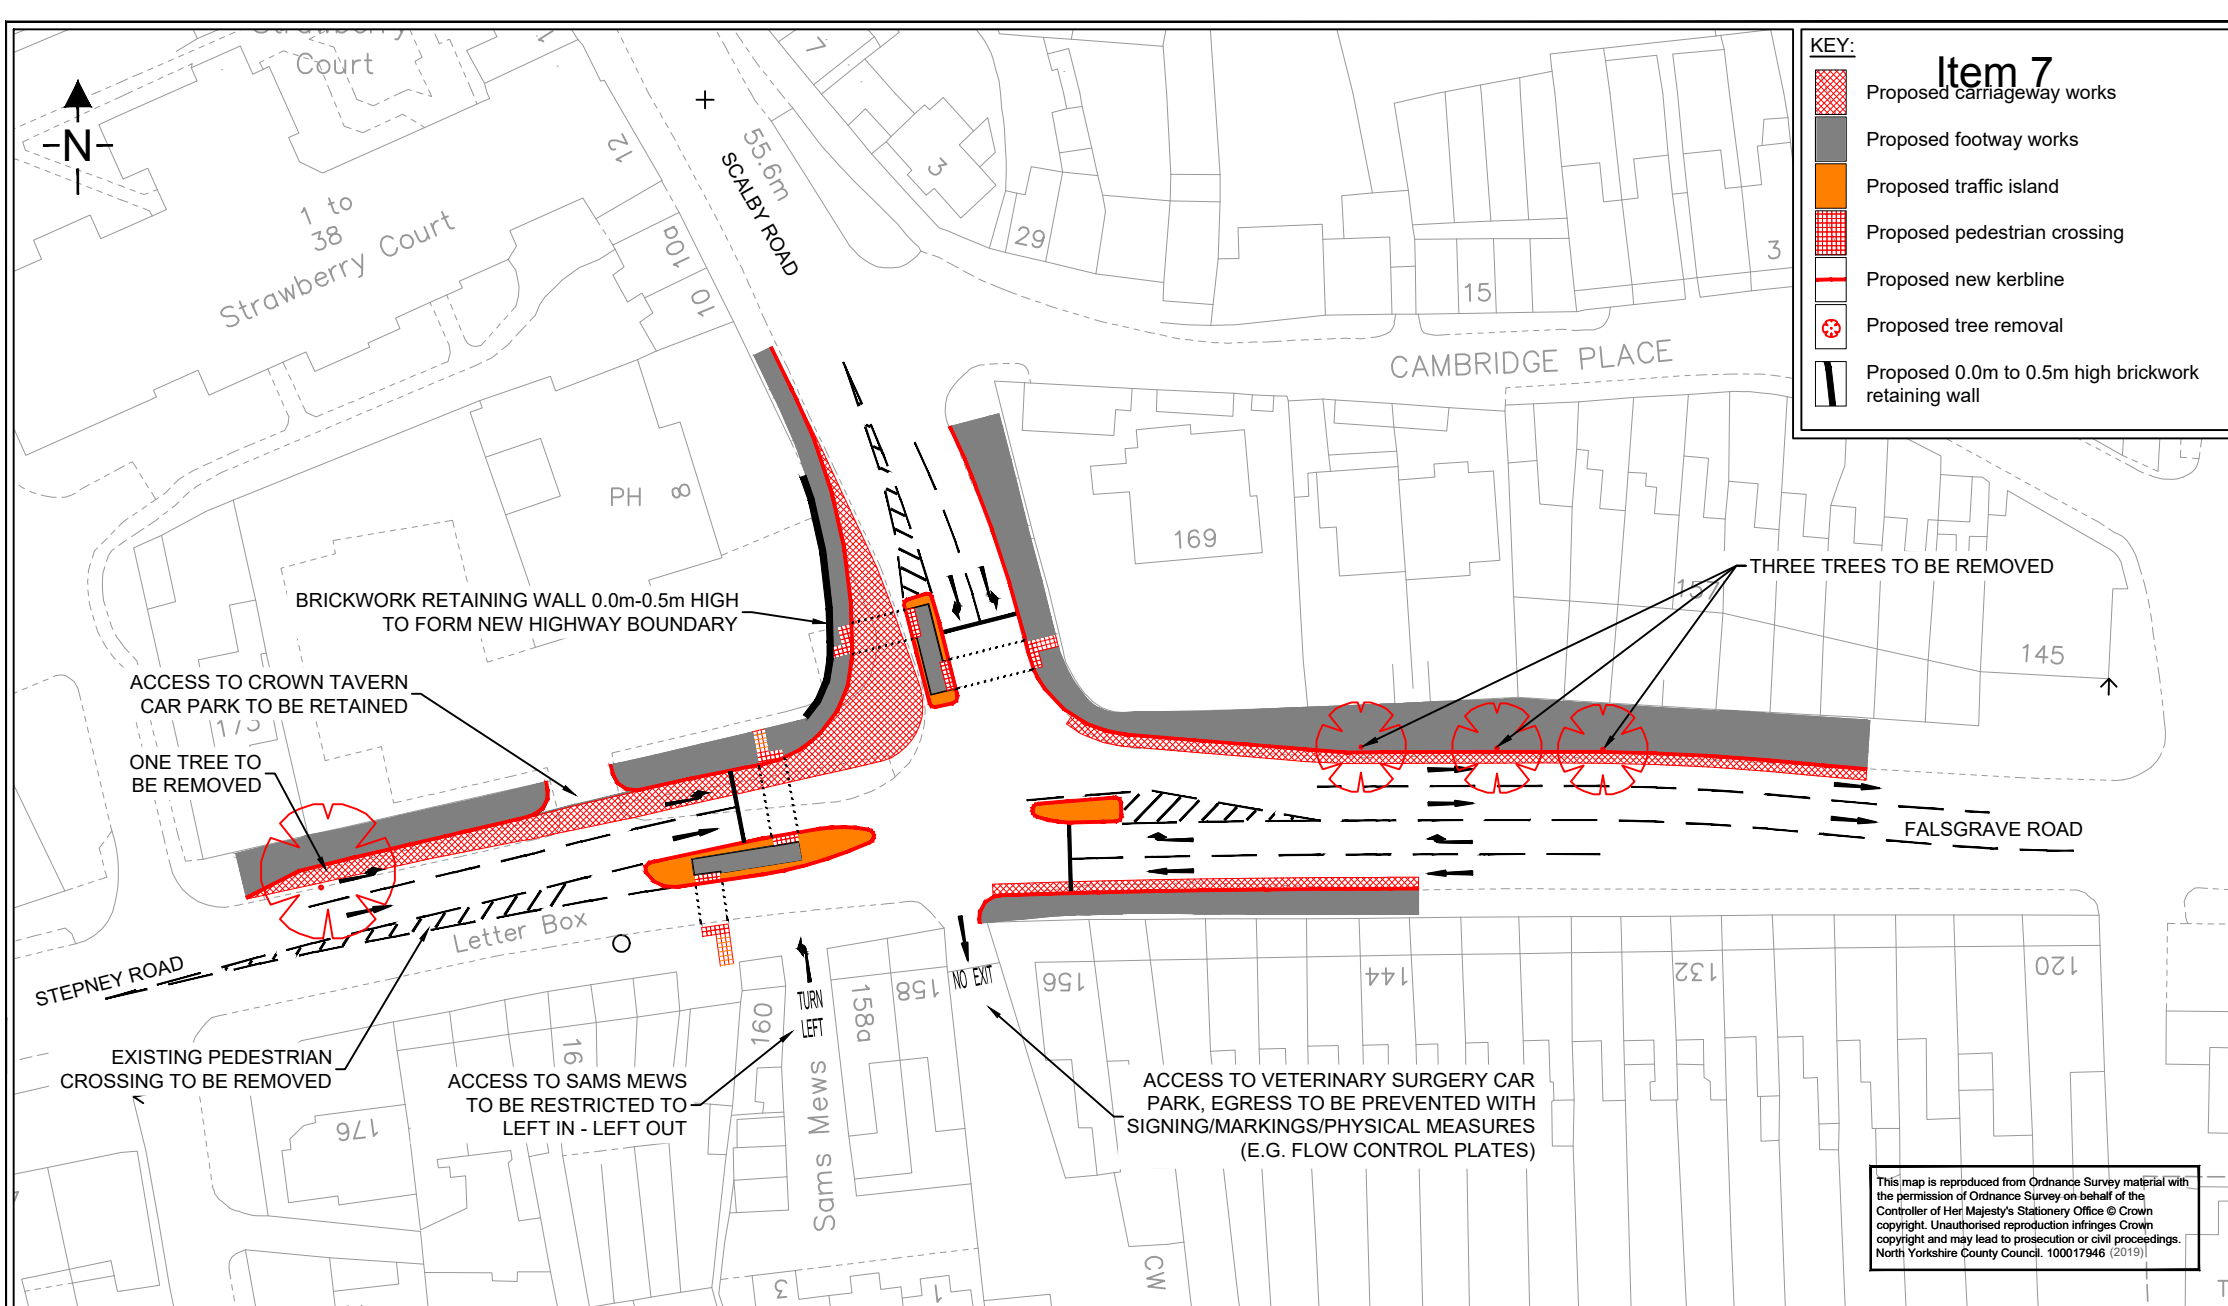 Strawberry
Court
1 to
38
Strawberry Court
12
10a
10
7
3
29
55.6m
SCALBY ROAD
15
3
CAMBRIDGE PLACE
KEY:
Item 7
Proposed carriageway works
Proposed footway works
Proposed traffic island
Proposed pedestrian crossing
Proposed new kerbline
Proposed tree removal
Proposed 0.0m to 0.5m high brickwork
retaining wall
-N-
PH
8
169
157
145
THREE TREES TO BE REMOVED
BRICKWORK RETAINING WALL 0.0m-0.5m HIGH
TO FORM NEW HIGHWAY BOUNDARY
ACCESS TO CROWN TAVERN
CAR PARK TO BE RETAINED
173
ONE TREE TO
BE REMOVED
FALSGRAVE ROAD
Letter Box
STEPNEY ROAD
EXISTING PEDESTRIAN
CROSSING TO BE REMOVED
176
16
160
TURN
LEFT
158a
158
NO EXIT
156
144
132
120
ACCESS TO SAMS MEWS
TO BE RESTRICTED TO
LEFT IN - LEFT OUT
Sams Mews
ACCESS TO VETERINARY SURGERY CAR
PARK, EGRESS TO BE PREVENTED WITH
SIGNING/MARKINGS/PHYSICAL MEASURES
(E.G. FLOW CONTROL PLATES)
3
1
CW
This map is reproduced from Ordnance Survey material with
the permission of Ordnance Survey on behalf of the
Controller of Her Majesty's Stationery Office © Crown
copyright. Unauthorised reproduction infringes Crown
copyright and may lead to prosecution or civil proceedings.
North Yorkshire County Council. 100017946 (2019)